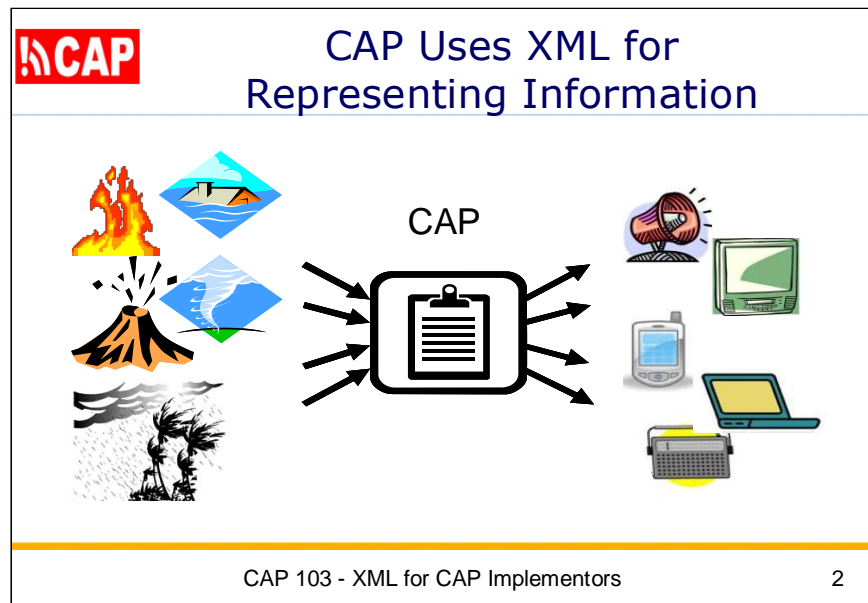 CAP
CAP Uses XML for
Representing Information
CAP
CAP 103 - XML for CAP Implementors
2